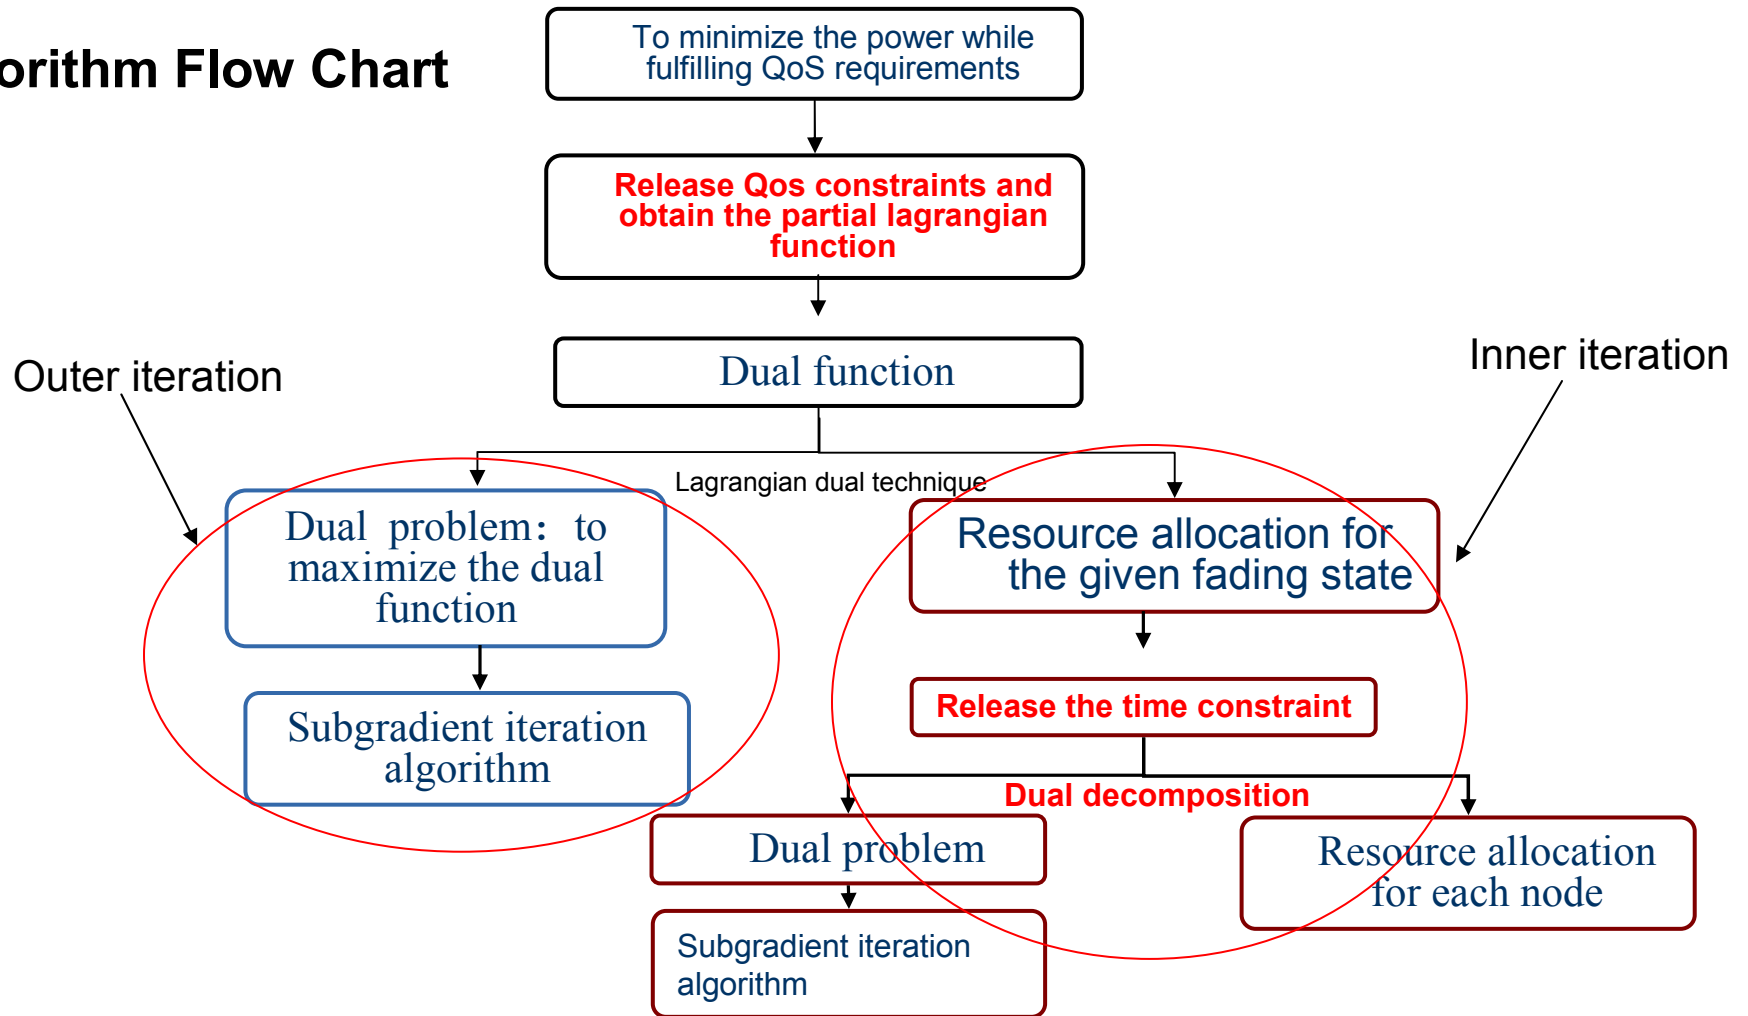 orithm Flow Chart
To minimize the power while
fulfilling QoS requirements
Release Qos constraints and
obtain the partial lagrangian
function
Dual function
Outer iteration
Inner iteration
Lagrangian dual technique
Dual problem: to
maximize the dual
function
Subgradient iteration
algorithm
Resource allocation for
the given fading state
Release the time constraint
Dual decomposition
Dual problem
Subgradient iteration
algorithm
Resource allocation
for each node